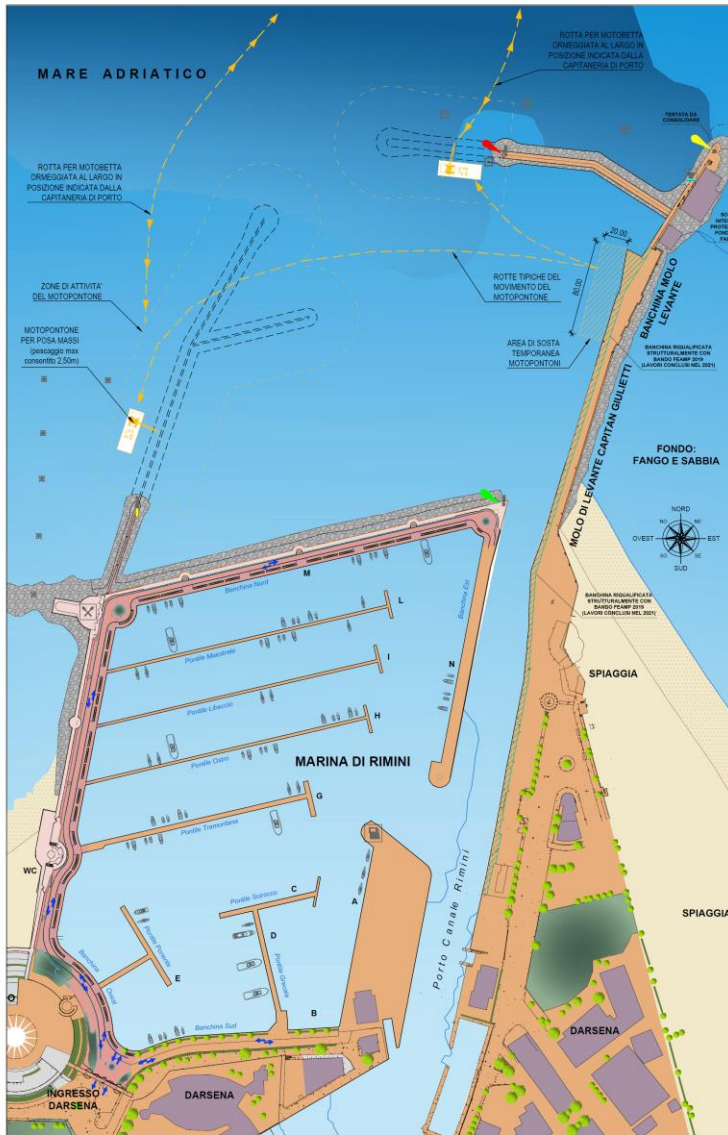 MARE ADRIATICO
ROTTA PER MOTOBETTA
ORMEGGIATA AL LARGO IN
POSIZIONE INDICATA DALLA
CAPITANERIA DI PORTO
TESTATA DA
CONSOLIDARE
ROTTA PER MOTOBETTA
ORMEGGIATA AL LARGO IN
POSIZIONE INDICATA DALLA
CAPITANERIA DI PORTO
20.00
80.00
ZONE DI ATTIVITA'
DEL MOTOPONTONE
ROTTE TIPICHE DEL
MOVIMENTO DEL
MOTOPONTONE
BANCHINA MOLO
LEVANTE
MOTOPONTONE
PER POSA MASSI
(pescaggio max
consentito 2,50m)
AREA DI SOSTA
TEMPORANEA
MOTOPONTONI
BANCHINA RIQUALIFICATA
STRUTTURALMENTE CON
BANDO FEAMP 2019
(LAVORI CONCLUSI NEL 2021)
MOLO DI LEVANTE CAPITAN GIULIETTI
FONDO:
FANGO E SABBIA
NORD
NO
NE
OVEST
EST
SO
SE
SUD
Banchina Nord
M
Banchina Est
BANCHINA RIQUALIFICATA
STRUTTURALMENTE CON
BANDO FEAMP 2019
(LAVORI CONCLUSI NEL 2021)
L
Pontile Maestrale
I
Pontile Libeccio
N
SPIAGGIA
H
Pontile Ostro
MARINA DI RIMINI
G
Pontile Tramontana
WC
C
Pontile Scirocco
A
D
Pontile Ponente
E
Pontile Grecale
Porto Canale Rimini
SPIAGGIA
Banchina
Ovest
B
Banchina Sud
O
DARSENA
INGRESSO
DARSENA
DARSENA